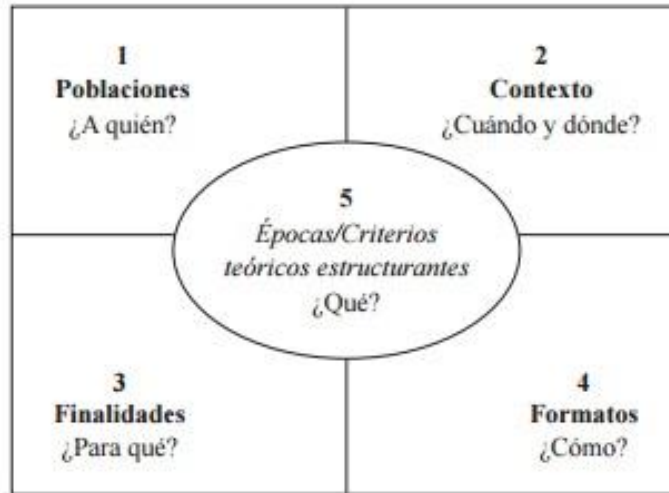 1
Poblaciones
¿A quién?
2
Contexto
¿Cuándo y dónde?
5
Épocas/Criterios
teóricos estructurantes
¿Qué?
3
Finalidades
¿Para qué?
4
Formatos
¿Cómo?